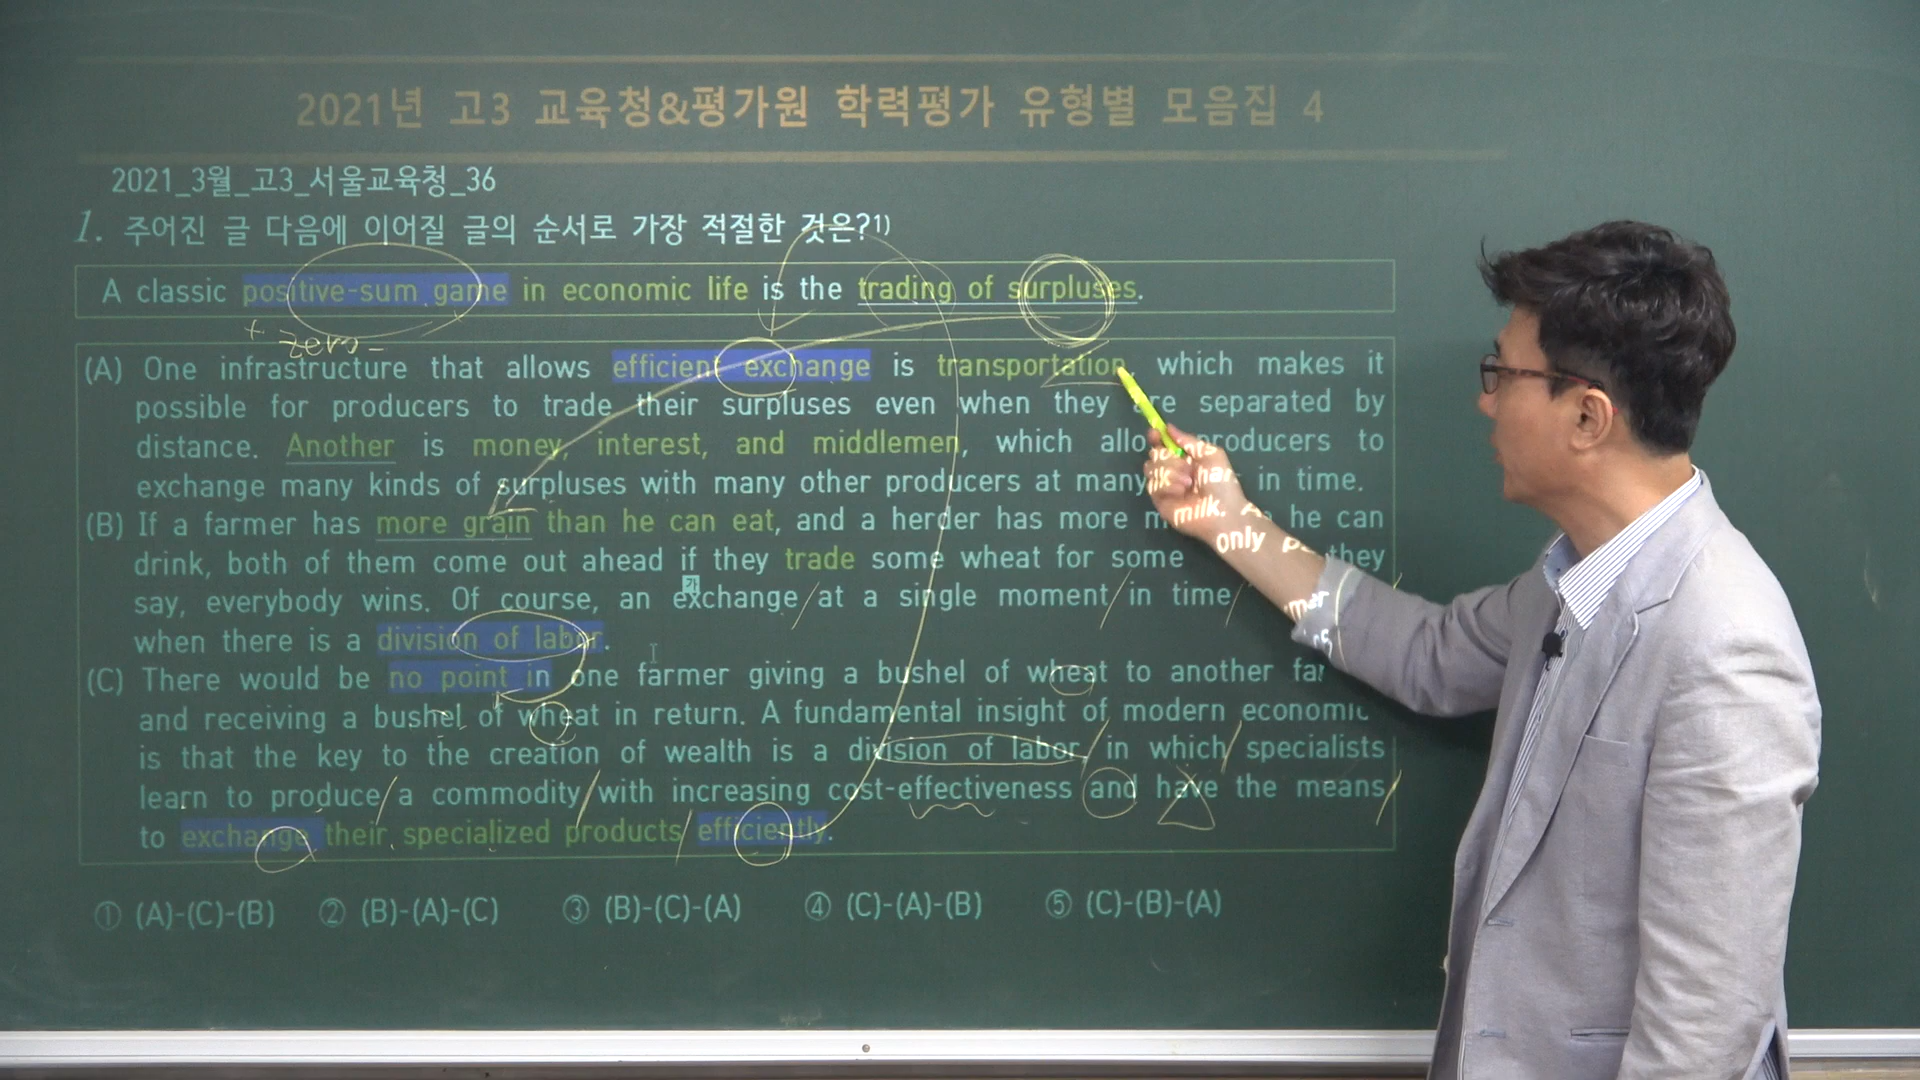 2021년 고3 교육청&평가원 학력평가 유형별 모음집 4
2021_3월_고3_서울교육청_36
1. 주어진 글 다음에 이어질 글의 순서로 가장 적절한 것은?1)
A classic positive-sum game in economic life is the trading of surpluses.
+ zero -
(A) One infrastructure that allows efficient exchange is transportation, which makes it
possible for producers to trade their surpluses even when they are separated by
distance. Another is money, interest, and middlemen, which allo producers to
exchange many kinds of surpluses with many other producers at many in time.
(B) If a farmer has more grain than he can eat, and a herder has more he can
drink, both of them come out ahead if they trade some wheat for some they
say, everybody wins. Of course, an exchange at a single moment in time
when there is a division of labor.
(C) There would be no point in one farmer giving a bushel of wheat to another
and receiving a bushel of wheat in return. A fundamental insight of modern economic
is that the key to the creation of wealth is a division of labor, in which specialists
learn to produce a commodity with increasing cost-effectiveness and have the means
to exchange their specialized products efficiently.
① (A)-(C)-(B) ② (B)-(A)-(C) ③ (B)-(C)-(A) ④ (C)-(A)-(B) ⑤ (C)-(B)-(A)